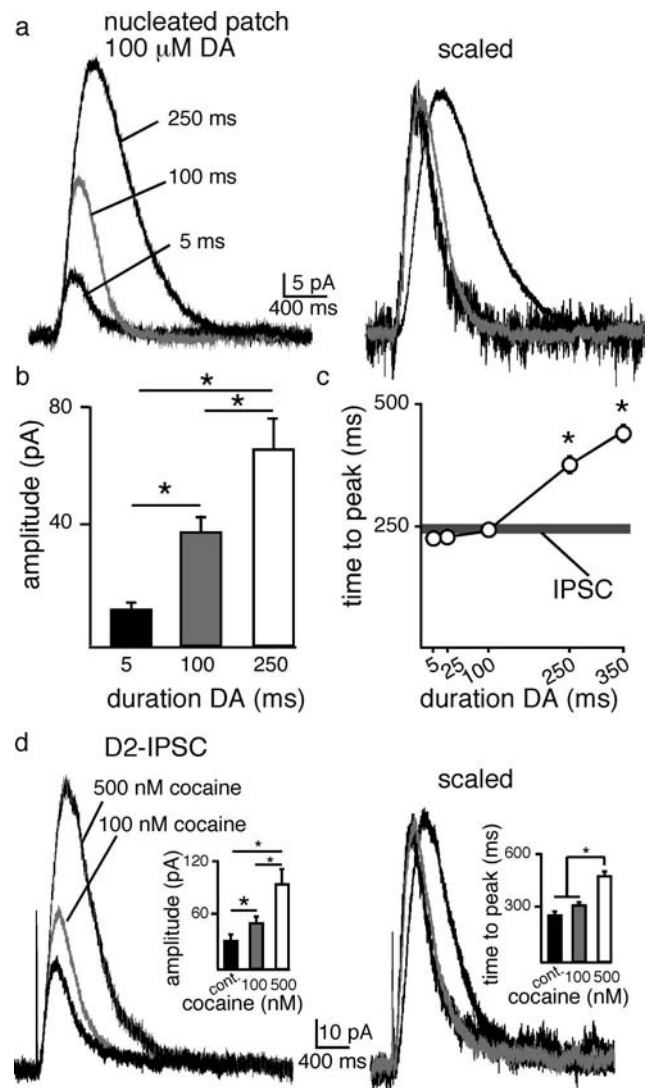 a
nucleated patch
100 μM DA
scaled
250 ms
100 ms
5 ms
5 pA
400 ms
b
c
*
*
*
80
40
amplitude (pA)
5
100
250
duration DA (ms)
500
250
time to peak (ms)
*
*
IPSC
5
25
100
250
350
duration DA (ms)
d
D2-IPSC
500 nM cocaine
100 nM cocaine
scaled
120
60
amplitude (pA)
*
*
*
cont.
100
500
cocaine (nM)
10 pA
400 ms
600
300
time to peak (ms)
*
cont.
100
500
cocaine (nM)